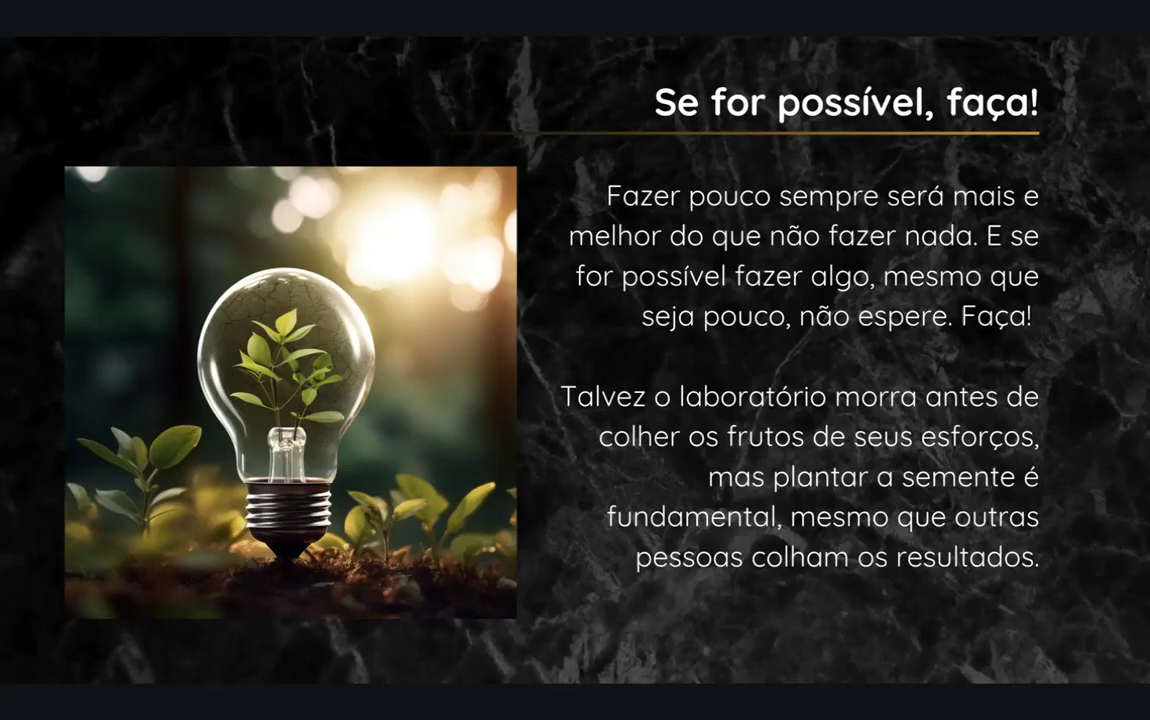 Se for possível, faça!
Fazer pouco sempre será mais e
melhor do que não fazer nada. E se
for possível fazer algo, mesmo que
seja pouco, não espere. Faça!
Talvez o laboratório morra antes de
colher os frutos de seus esforços,
mas plantar a semente é
fundamental, mesmo que outras
pessoas colham os resultados.